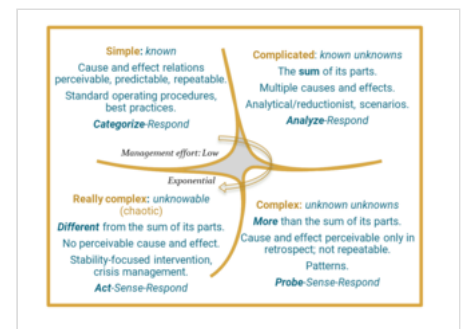 Simple: known
Cause and effect relations
perceivable, predictable, repeatable.
Standard operating procedures,
best practices.
Categorize-Respond
Complicated: known unknowns
The sum of its parts.
Multiple causes and effects.
Analytical/reductionist, scenarios.
Analyze-Respond
Management effort: Low
Exponential
Really complex: unknowable
(chaotic)
Different from the sum of its parts.
No perceivable cause and effect.
Stability-focused intervention,
crisis management.
Act-Sense-Respond
Complex: unknown unknowns
More than the sum of its parts.
Cause and effect perceivable only in
retrospect; not repeatable.
Patterns.
Probe-Sense-Respond